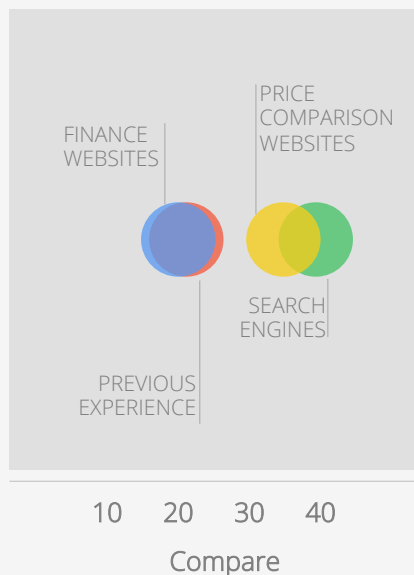 PRICE
COMPARISON
WEBSITES
FINANCE
WEBSITES
SEARCH
ENGINES
PREVIOUS
EXPERIENCE
10 20 30 40
Compare